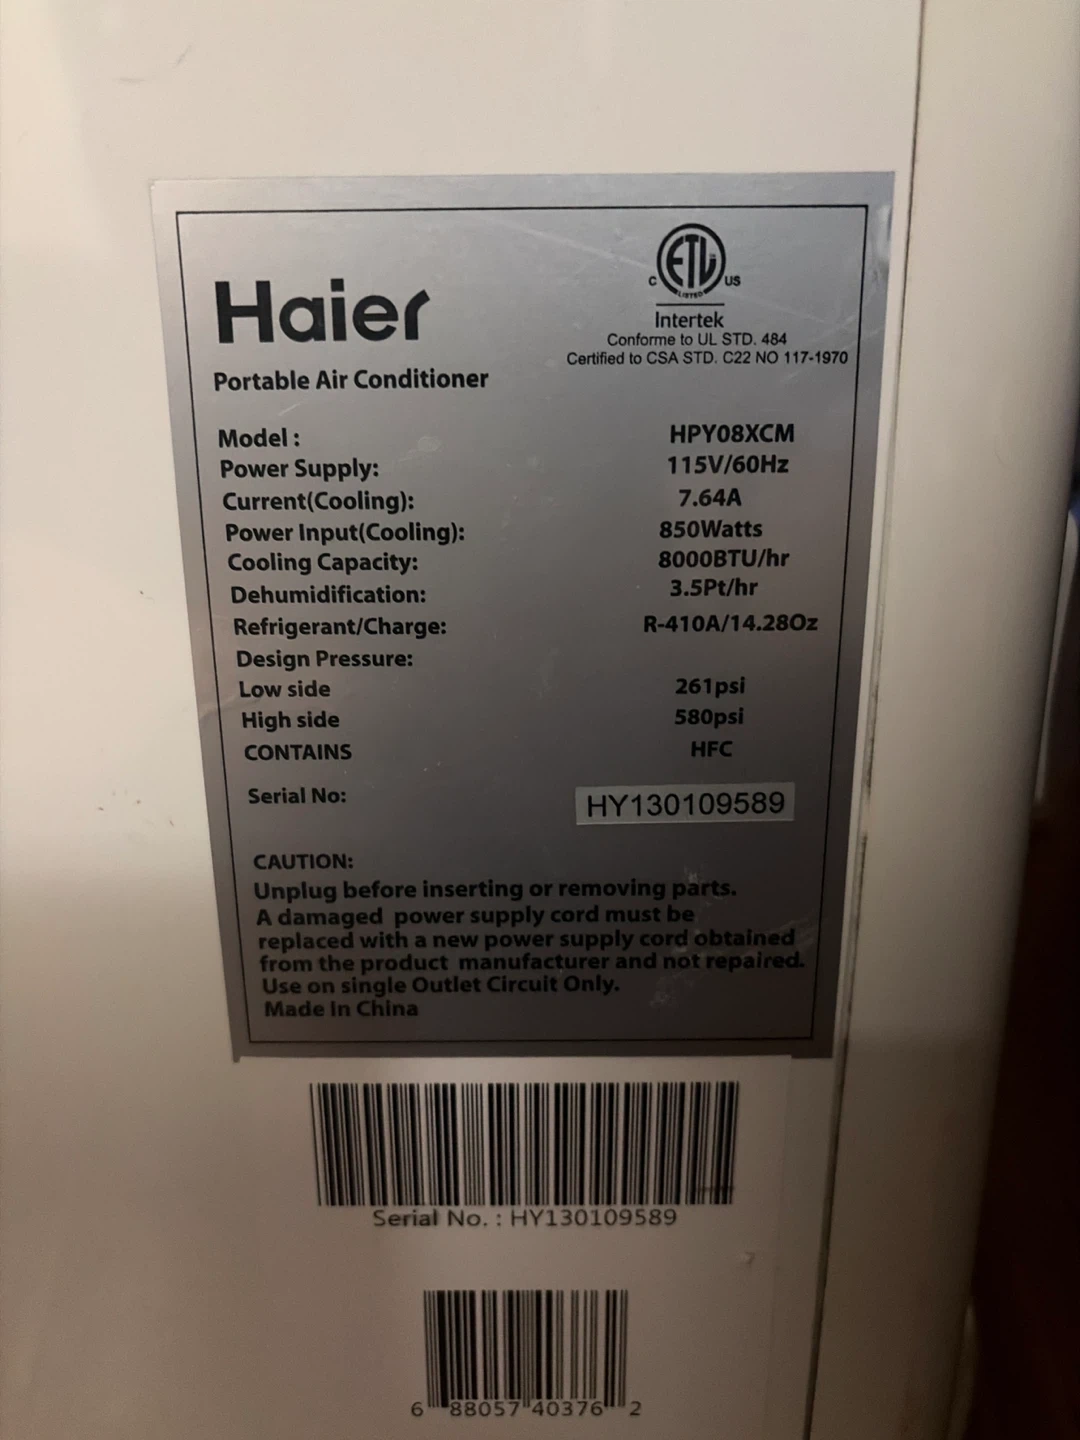 ETL
C US
LISTED
Intertek
Conforme to UL STD. 484
Certified to CSA STD. C22 NO 117-1970
Haier
Portable Air Conditioner
Model : HPY08XCM
Power Supply: 115V/60Hz
Current(Cooling): 7.64A
Power Input(Cooling): 850Watts
Cooling Capacity: 8000BTU/hr
Dehumidification: 3.5Pt/hr
Refrigerant/Charge: R-410A/14.28Oz
Design Pressure:
Low side 261psi
High side 580psi
CONTAINS HFC
Serial No: HY130109589
CAUTION:
Unplug before inserting or removing parts.
A damaged power supply cord must be
replaced with a new power supply cord obtained
from the product manufacturer and not repaired.
Use on single Outlet Circuit Only.
Made In China
Serial No. : HY130109589
6 88057 40376 2